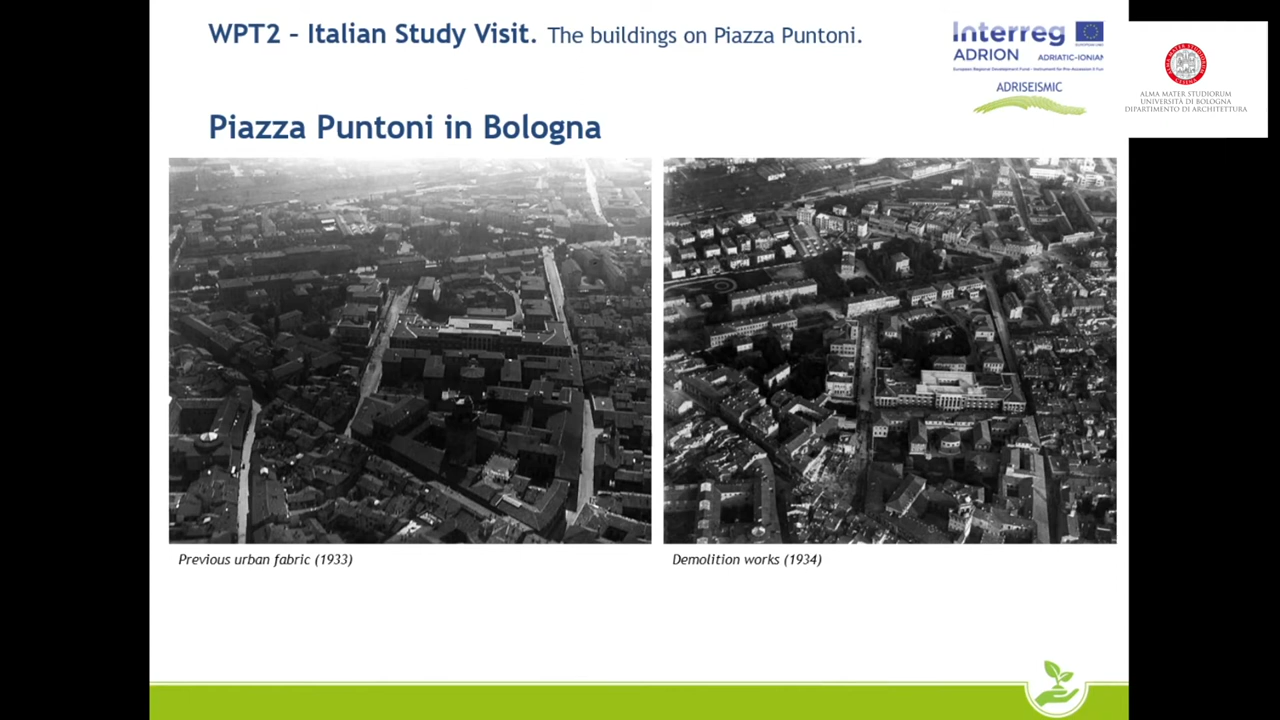 WPT2 – Italian Study Visit. The buildings on Piazza Puntoni.
Interreg
ADRION ADRIATIC-IONIAN
European Regional Development Fund - Instrument for Pre-Accession II Fun
ADRISEISMIC
ALMA MATER STUDIORUM
UNIVERSITÀ DI BOLOGNA
DIPARTIMENTO DI ARCHITETTURA
Piazza Puntoni in Bologna
Previous urban fabric (1933)
Demolition works (1934)